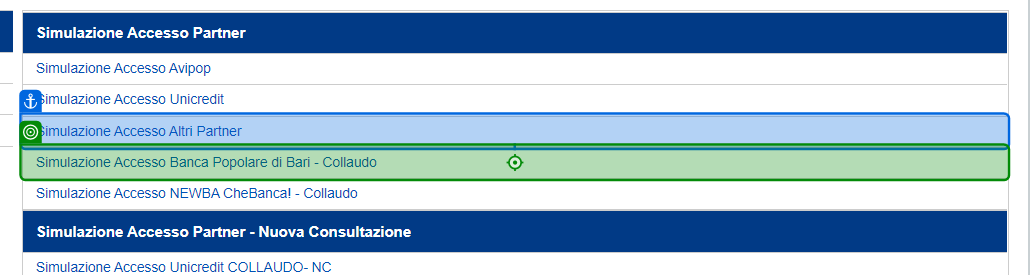 Simulazione Accesso Partner
Simulazione Accesso Avipop
Simulazione Accesso Unicredit
Simulazione Accesso Altri Partner
Simulazione Accesso Banca Popolare di Bari - Collaudo
Simulazione Accesso NEWBA CheBanca! - Collaudo
Simulazione Accesso Partner - Nuova Consultazione
Simulazione Accesso Unicredit COLLAUDO- NC